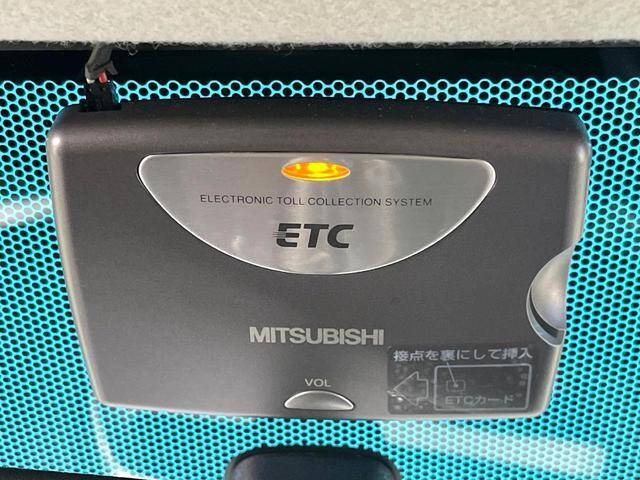 ELECTRONIC TOLL COLLECTION SYSTEM
ETC
MITSUBISHI
VOL
接点を裏にして挿入
ETCカード